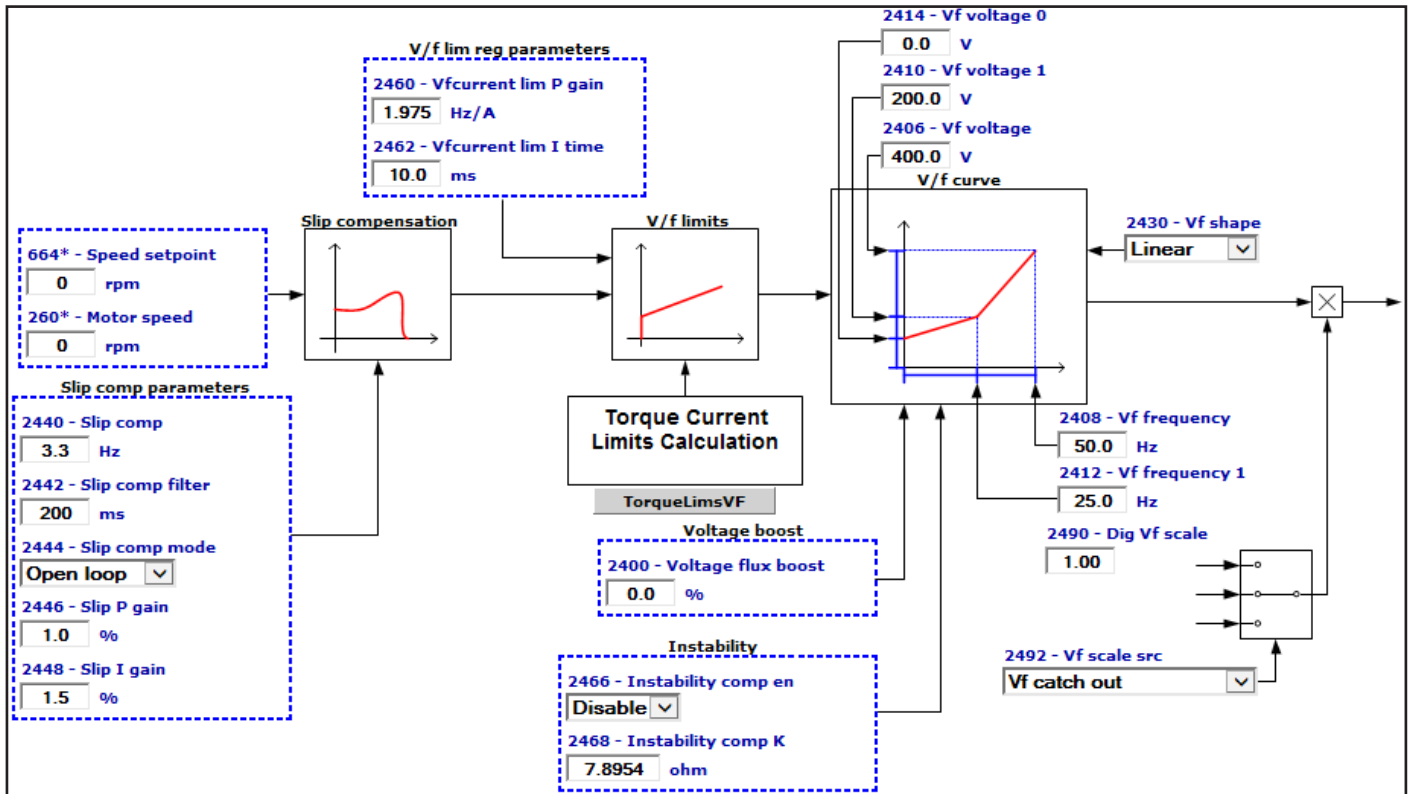 2414 - Vf voltage 0
0.0 V
V/f lim reg parameters
2460 - Vfcurrent lim P gain
1.975 Hz/A
2462 - Vfcurrent lim I time
10.0 ms
2410 - Vf voltage 1
200.0 V
2406 - Vf voltage
400.0 V
V/f curve
Slip compensation
V/f limits
2430 - Vf shape
Linear
664* - Speed setpoint
0 rpm
260* - Motor speed
0 rpm
Slip comp parameters
2440 - Slip comp
3.3 Hz
2442 - Slip comp filter
200 ms
2444 - Slip comp mode
Open loop
2446 - Slip P gain
1.0 %
2448 - Slip I gain
1.5 %
Torque Current
Limits Calculation
TorqueLimsVF
2408 - Vf frequency
50.0 Hz
2412 - Vf frequency 1
25.0 Hz
Voltage boost
2400 - Voltage flux boost
0.0 %
2490 - Dig Vf scale
1.00
Instability
2466 - Instability comp en
Disable
2468 - Instability comp K
7.8954 ohm
2492 - Vf scale src
Vf catch out